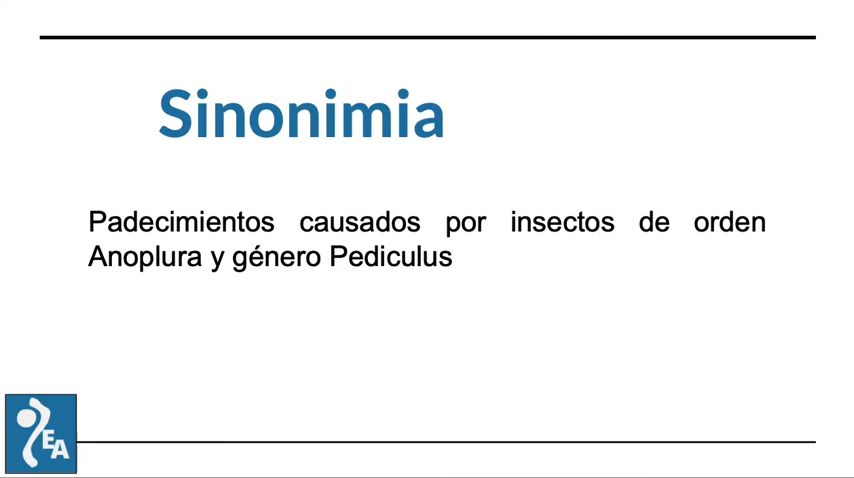 Sinonimia
Padecimientos causados por insectos de orden
Anoplura y género Pediculus
EA